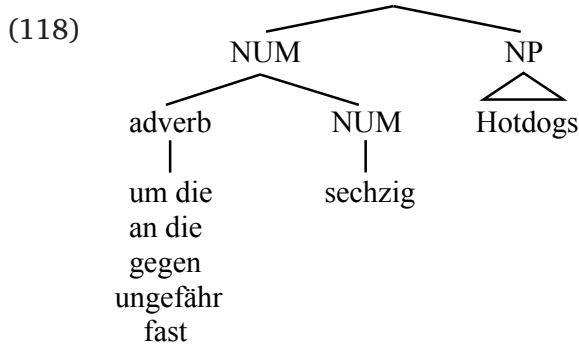 (118)
NUM NP
adverb NUM Hotdogs
um die sechzig
an die
gegen
ungefähr
fast